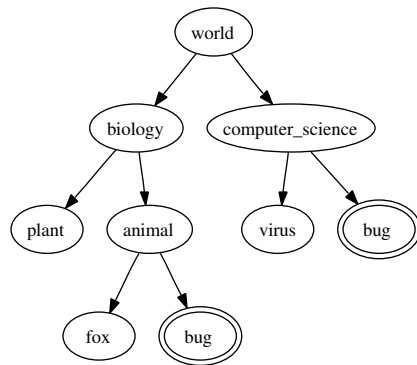 world
biology
computer_science
plant
animal
virus
bug
fox
bug